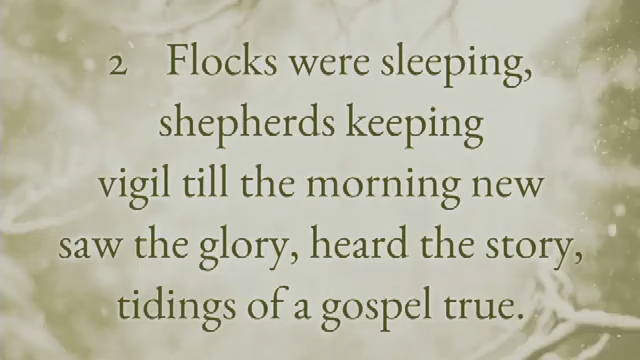 2 Flocks were sleeping,
shepherds keeping
vigil till the morning new
saw the glory, heard the story,
tidings of a gospel true.